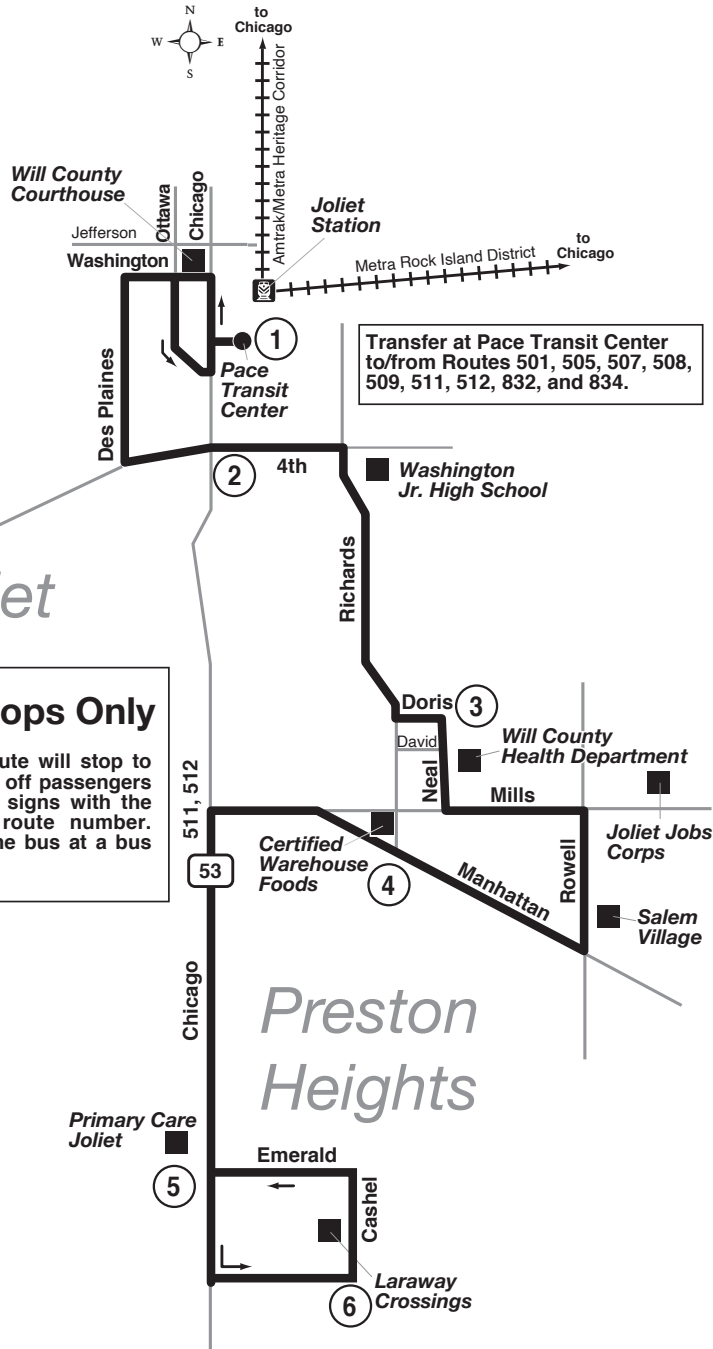 N
W
E
S
to
Chicago
Amtrak/Metra Heritage Corridor
Will County
Courthouse
Ottawa
Chicago
Joliet
Station
Jefferson
Washington
Metra Rock Island District
to
Chicago
1
Pace
Transit
Center
Transfer at Pace Transit Center
to/from Routes 501, 505, 507, 508,
509, 511, 512, 832, and 834.
Des Plaines
2
4th
Washington
Jr. High School
Richards
et
ops Only
ute will stop to
off passengers
signs with the
route number.
e bus at a bus
Doris
3
David
Neal
Will County
Health Department
Mills
511, 512
53
Certified
Warehouse
Foods
4
Manhattan
Rowell
Joliet Jobs
Corps
Salem
Village
Chicago
Preston
Heights
Primary Care
Joliet
5
Emerald
Cashel
Laraway
Crossings
6